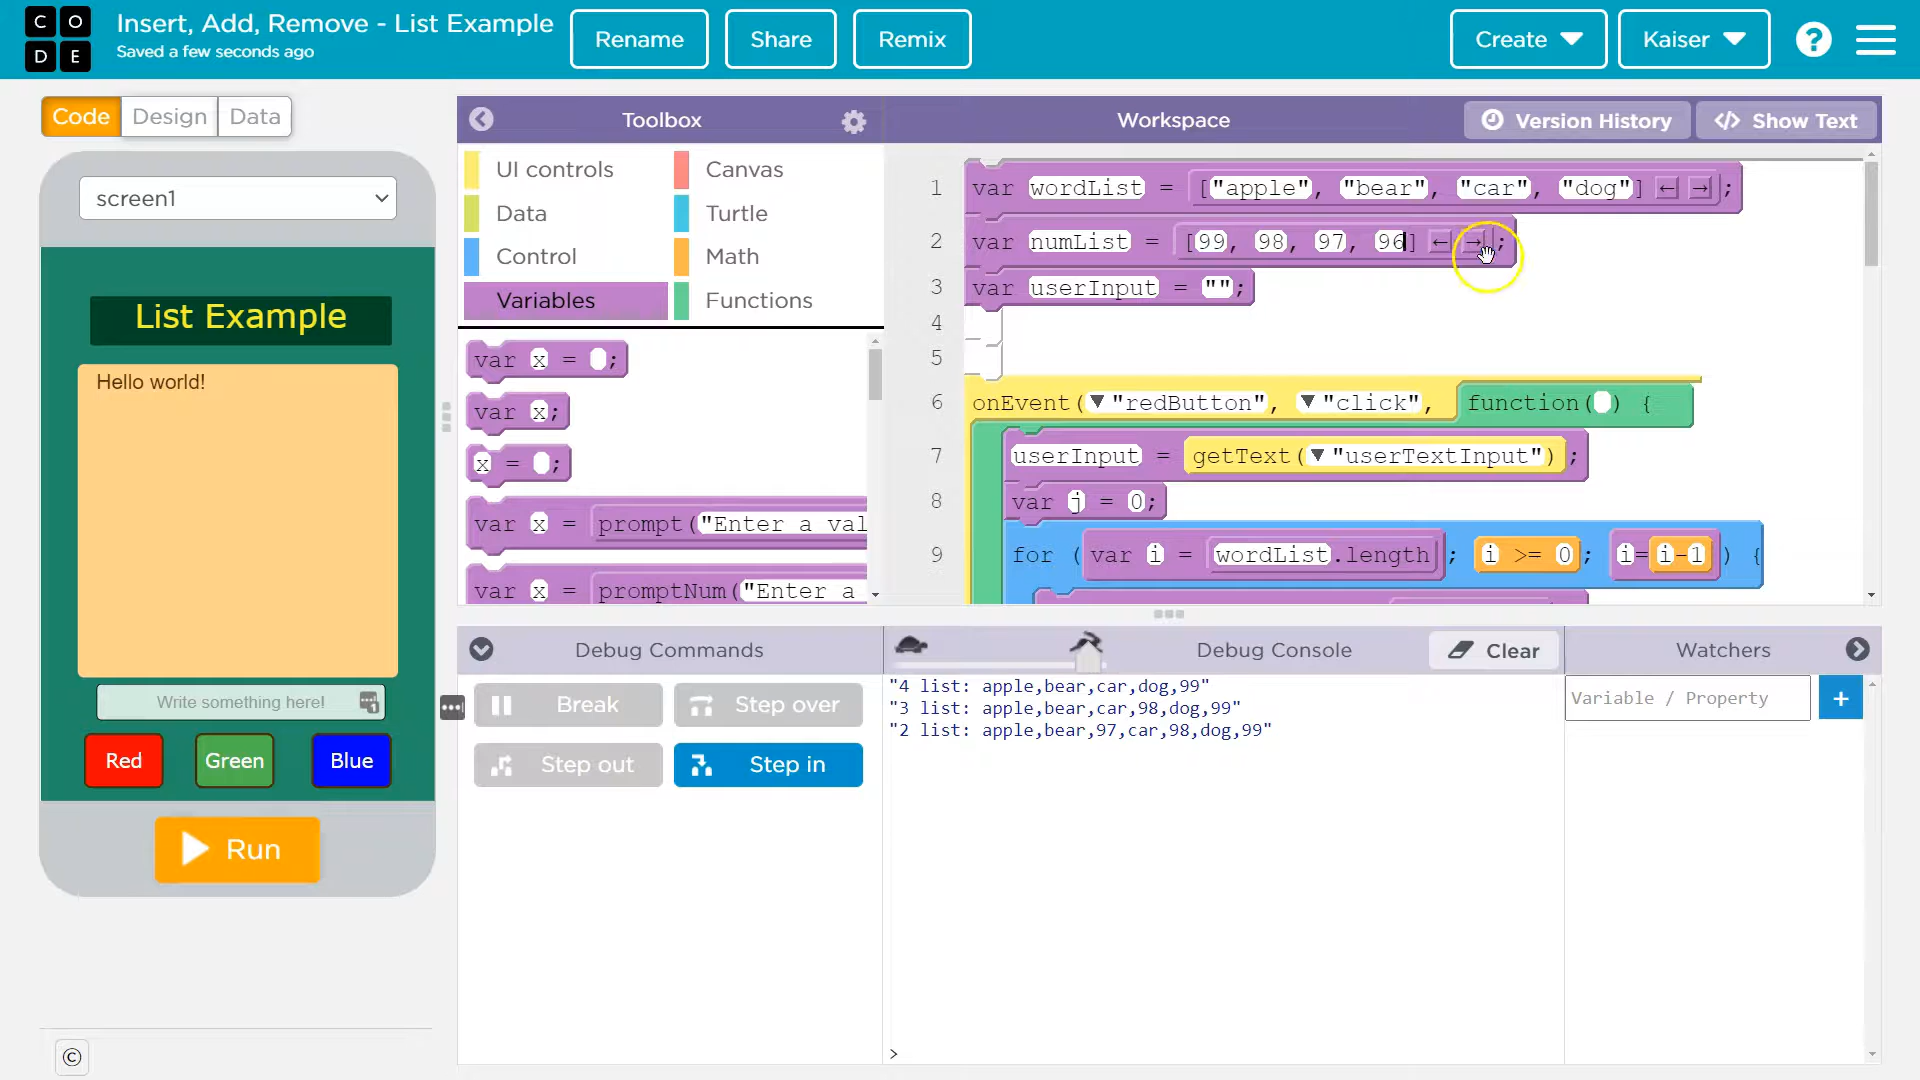 CODE
Insert, Add, Remove - List Example
Saved a few seconds ago
Rename
Share
Remix
Create
Kaiser
?
Code
Design
Data
screen1
List Example
Hello world!
Write something here!
Red
Green
Blue
Run
©
Toolbox
UI controls
Canvas
Data
Turtle
Control
Math
Variables
Functions
var x = ;
var x;
x = ;
var x = prompt("Enter a val
var x = promptNum("Enter a
Workspace
Version History
</> Show Text
1 var wordList = ["apple", "bear", "car", "dog"] ← → ;
2 var numList = [99, 98, 97, 96] ← → ;
3 var userInput = "";
4
5
6 onEvent(▼"redButton", ▼"click", function( ) {
7 userInput = getText(▼"userTextInput");
8 var j = 0;
9 for (var i = wordList.length; i >= 0; i=i-1) {
Debug Commands
Break
Step over
Step out
Step in
Debug Console
Clear
"4 list: apple,bear,car,dog,99"
"3 list: apple,bear,car,98,dog,99"
"2 list: apple,bear,97,car,98,dog,99"
>
Watchers
Variable / Property
+